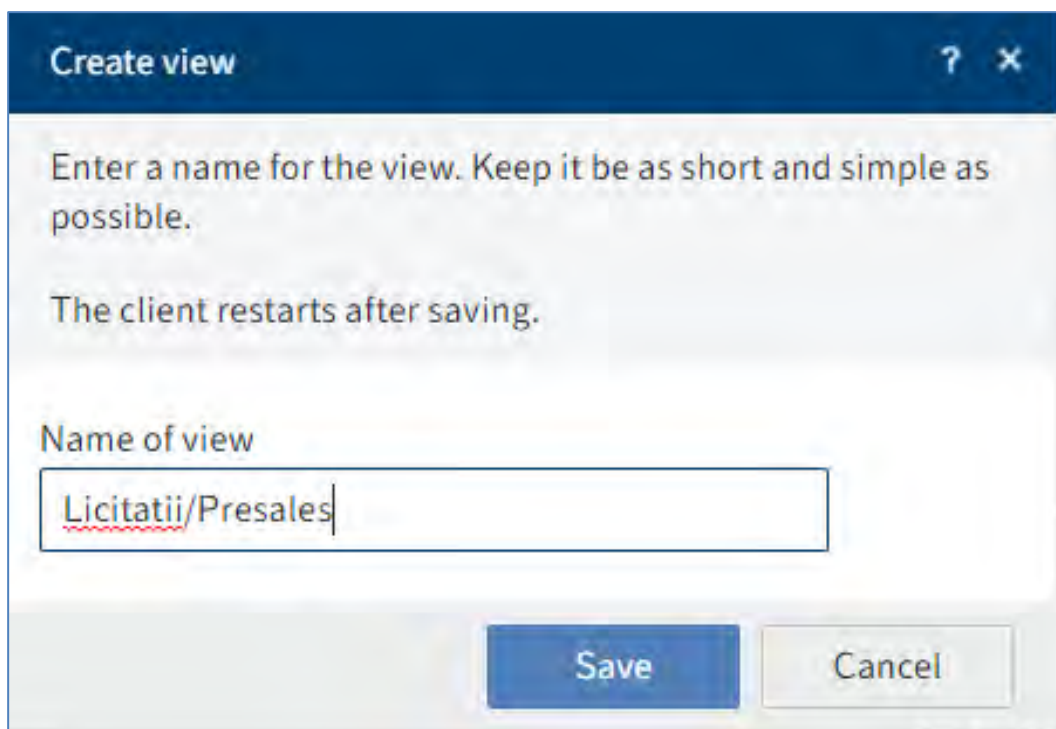 Create view ? ×
Enter a name for the view. Keep it be as short and simple as
possible.
The client restarts after saving.
Name of view
Licitatii/Presales
Save Cancel